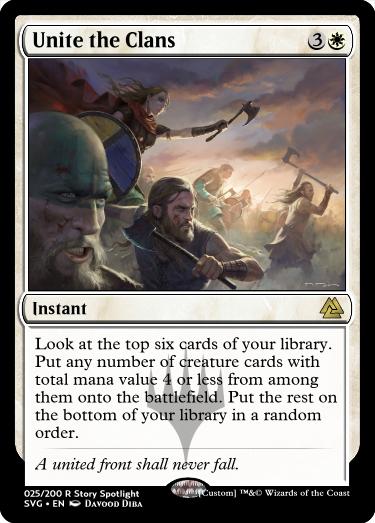 Unite the Clans 3
Instant
Look at the top six cards of your library.
Put any number of creature cards with
total mana value 4 or less from among
them onto the battlefield. Put the rest on
the bottom of your library in a random
order.
A united front shall never fall.
025/200 R Story Spotlight
SVG • EN Davood Diba
[Custom] ™&© Wizards of the Coast